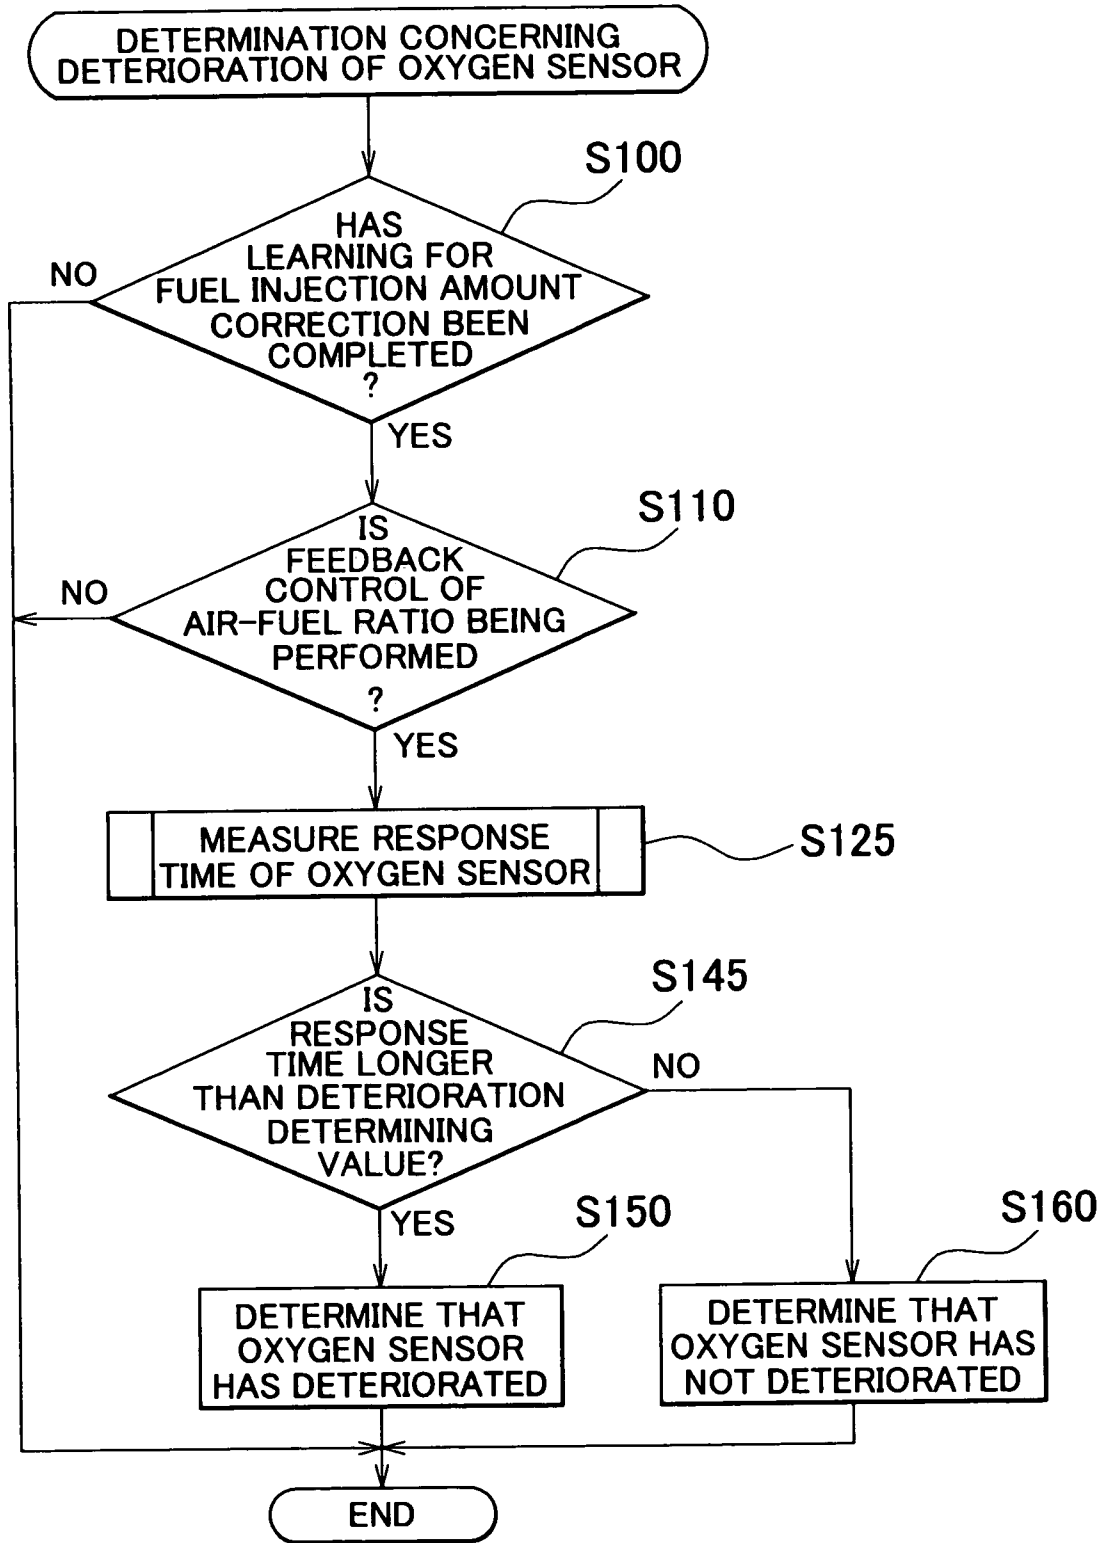 DETERMINATION CONCERNING
DETERIORATION OF OXYGEN SENSOR
S100
HAS
LEARNING FOR
FUEL INJECTION AMOUNT
CORRECTION BEEN
COMPLETED
?
NO
YES
S110
IS
FEEDBACK
CONTROL OF
AIR-FUEL RATIO BEING
PERFORMED
?
NO
YES
MEASURE RESPONSE
TIME OF OXYGEN SENSOR
S125
S145
IS
RESPONSE
TIME LONGER
THAN DETERIORATION
DETERMINING
VALUE?
NO
YES
S150
DETERMINE THAT
OXYGEN SENSOR
HAS DETERIORATED
S160
DETERMINE THAT
OXYGEN SENSOR HAS
NOT DETERIORATED
END